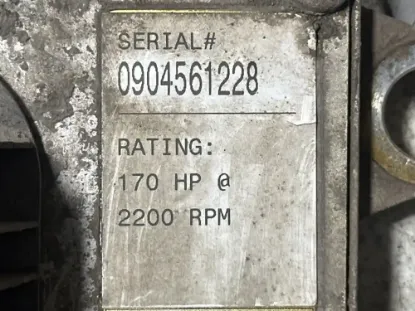 SERIAL#
0904561228
RATING:
170 HP @
2200 RPM